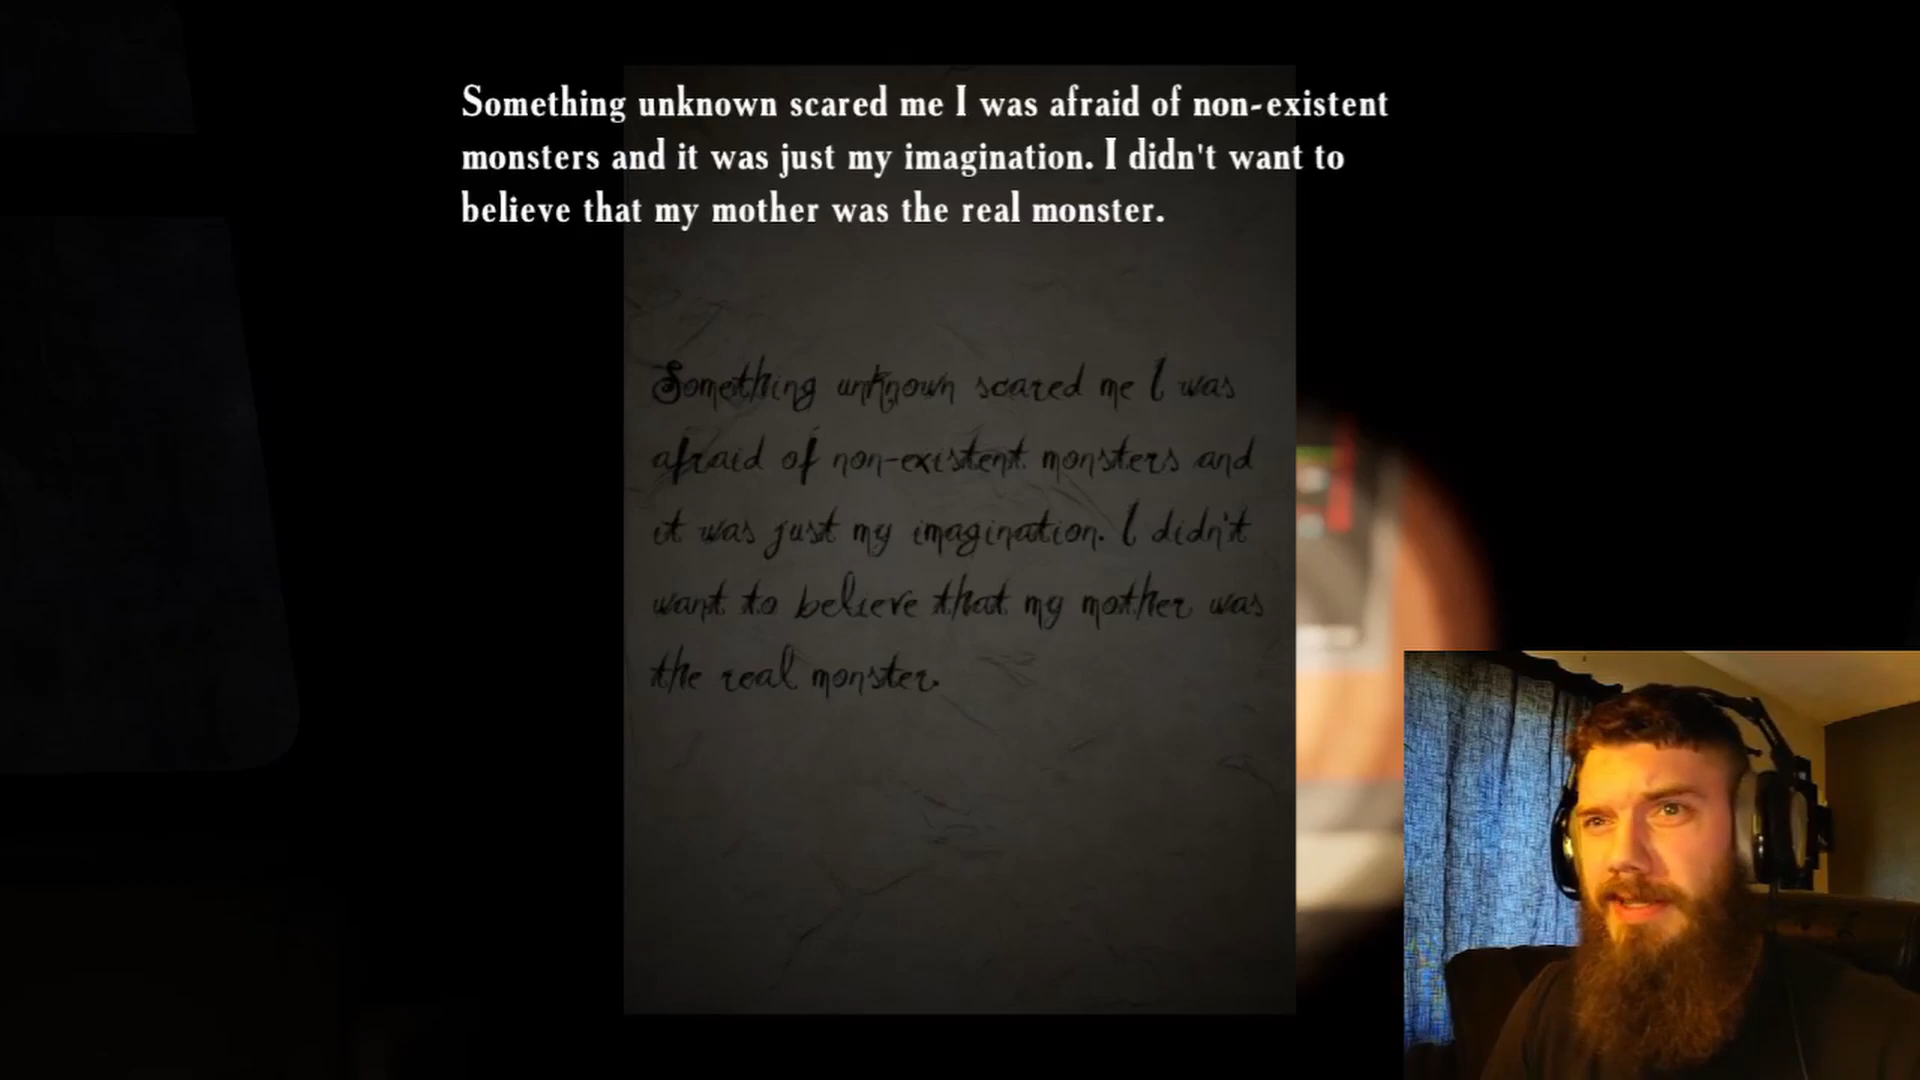 Something unknown scared me I was afraid of non-existent
monsters and it was just my imagination. I didn't want to
believe that my mother was the real monster.
Something unknown scared me I was
afraid of non-existent monsters and
it was just my imagination. I didn't
want to believe that my mother was
the real monster.